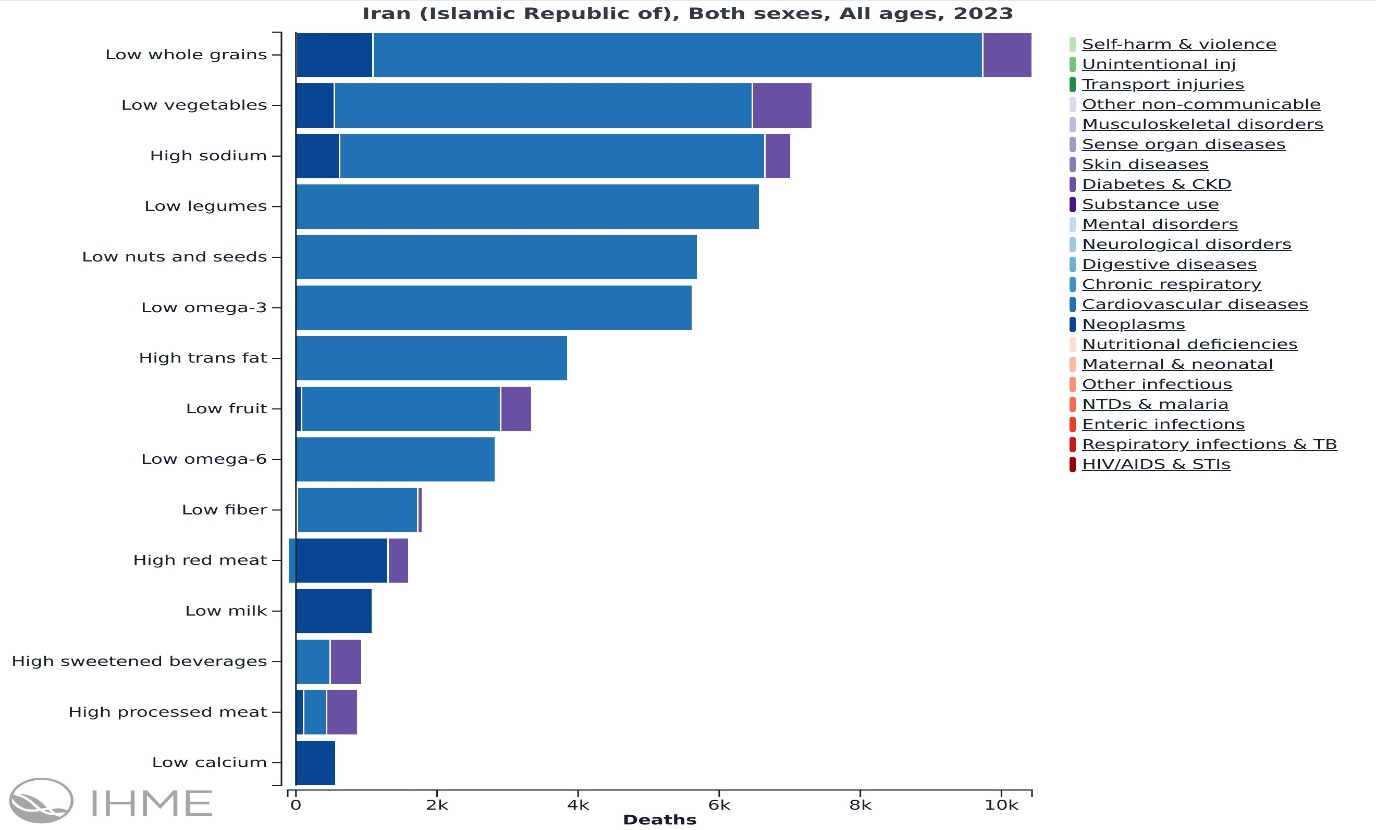 Iran (Islamic Republic of), Both sexes, All ages, 2023
Low whole grains
Low vegetables
High sodium
Low legumes
Low nuts and seeds
Low omega-3
High trans fat
Low fruit
Low omega-6
Low fiber
High red meat
Low milk
High sweetened beverages
High processed meat
Low calcium
0 2k 4k 6k 8k 10k
Deaths
Self-harm & violence
Unintentional inj
Transport injuries
Other non-communicable
Musculoskeletal disorders
Sense organ diseases
Skin diseases
Diabetes & CKD
Substance use
Mental disorders
Neurological disorders
Digestive diseases
Chronic respiratory
Cardiovascular diseases
Neoplasms
Nutritional deficiencies
Maternal & neonatal
Other infectious
NTDs & malaria
Enteric infections
Respiratory infections & TB
HIV/AIDS & STIs
IHME